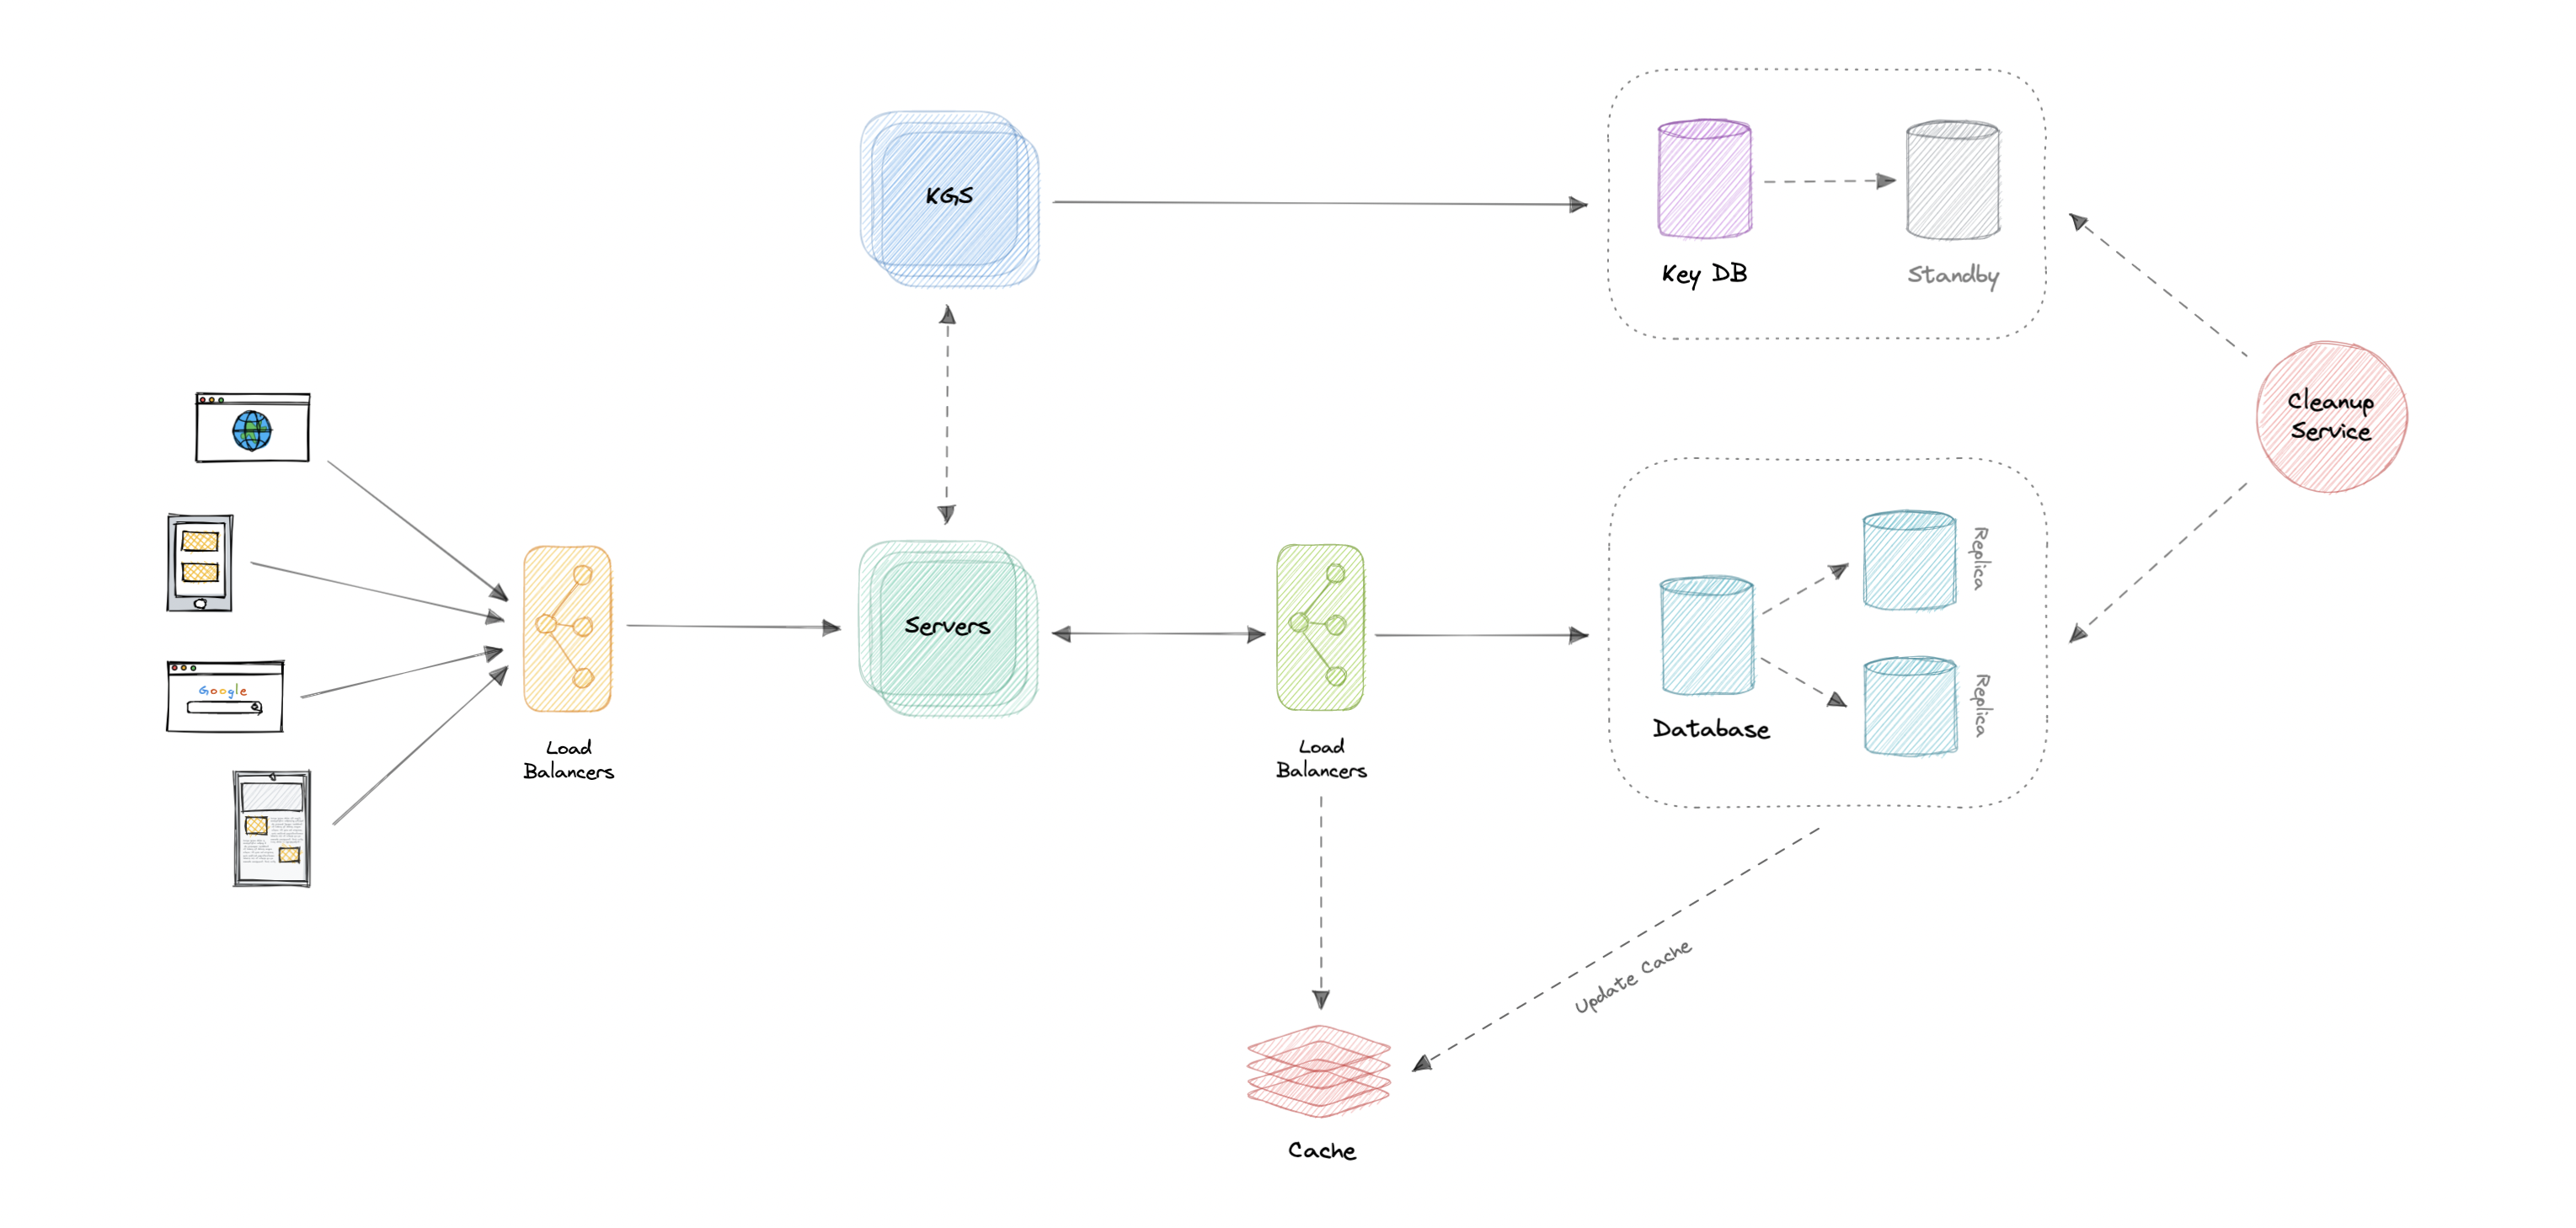 KGS
Key DB
Standby
Cleanup
Service
Google
Servers
Load
Balancers
Load
Balancers
Database
Replica
Replica
Update Cache
Cache